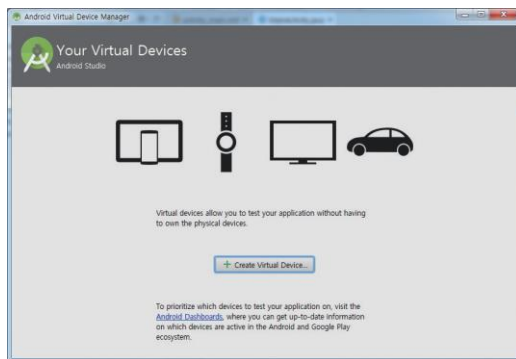 Android Virtual Device Manager
Your Virtual Devices
Android Studio
Virtual devices allow you to test your application without having
to own the physical devices.
+ Create Virtual Device...
To prioritize which devices to test your application on, visit the
Android Dashboards, where you can get up-to-date information
on which devices are active in the Android and Google Play
ecosystem.